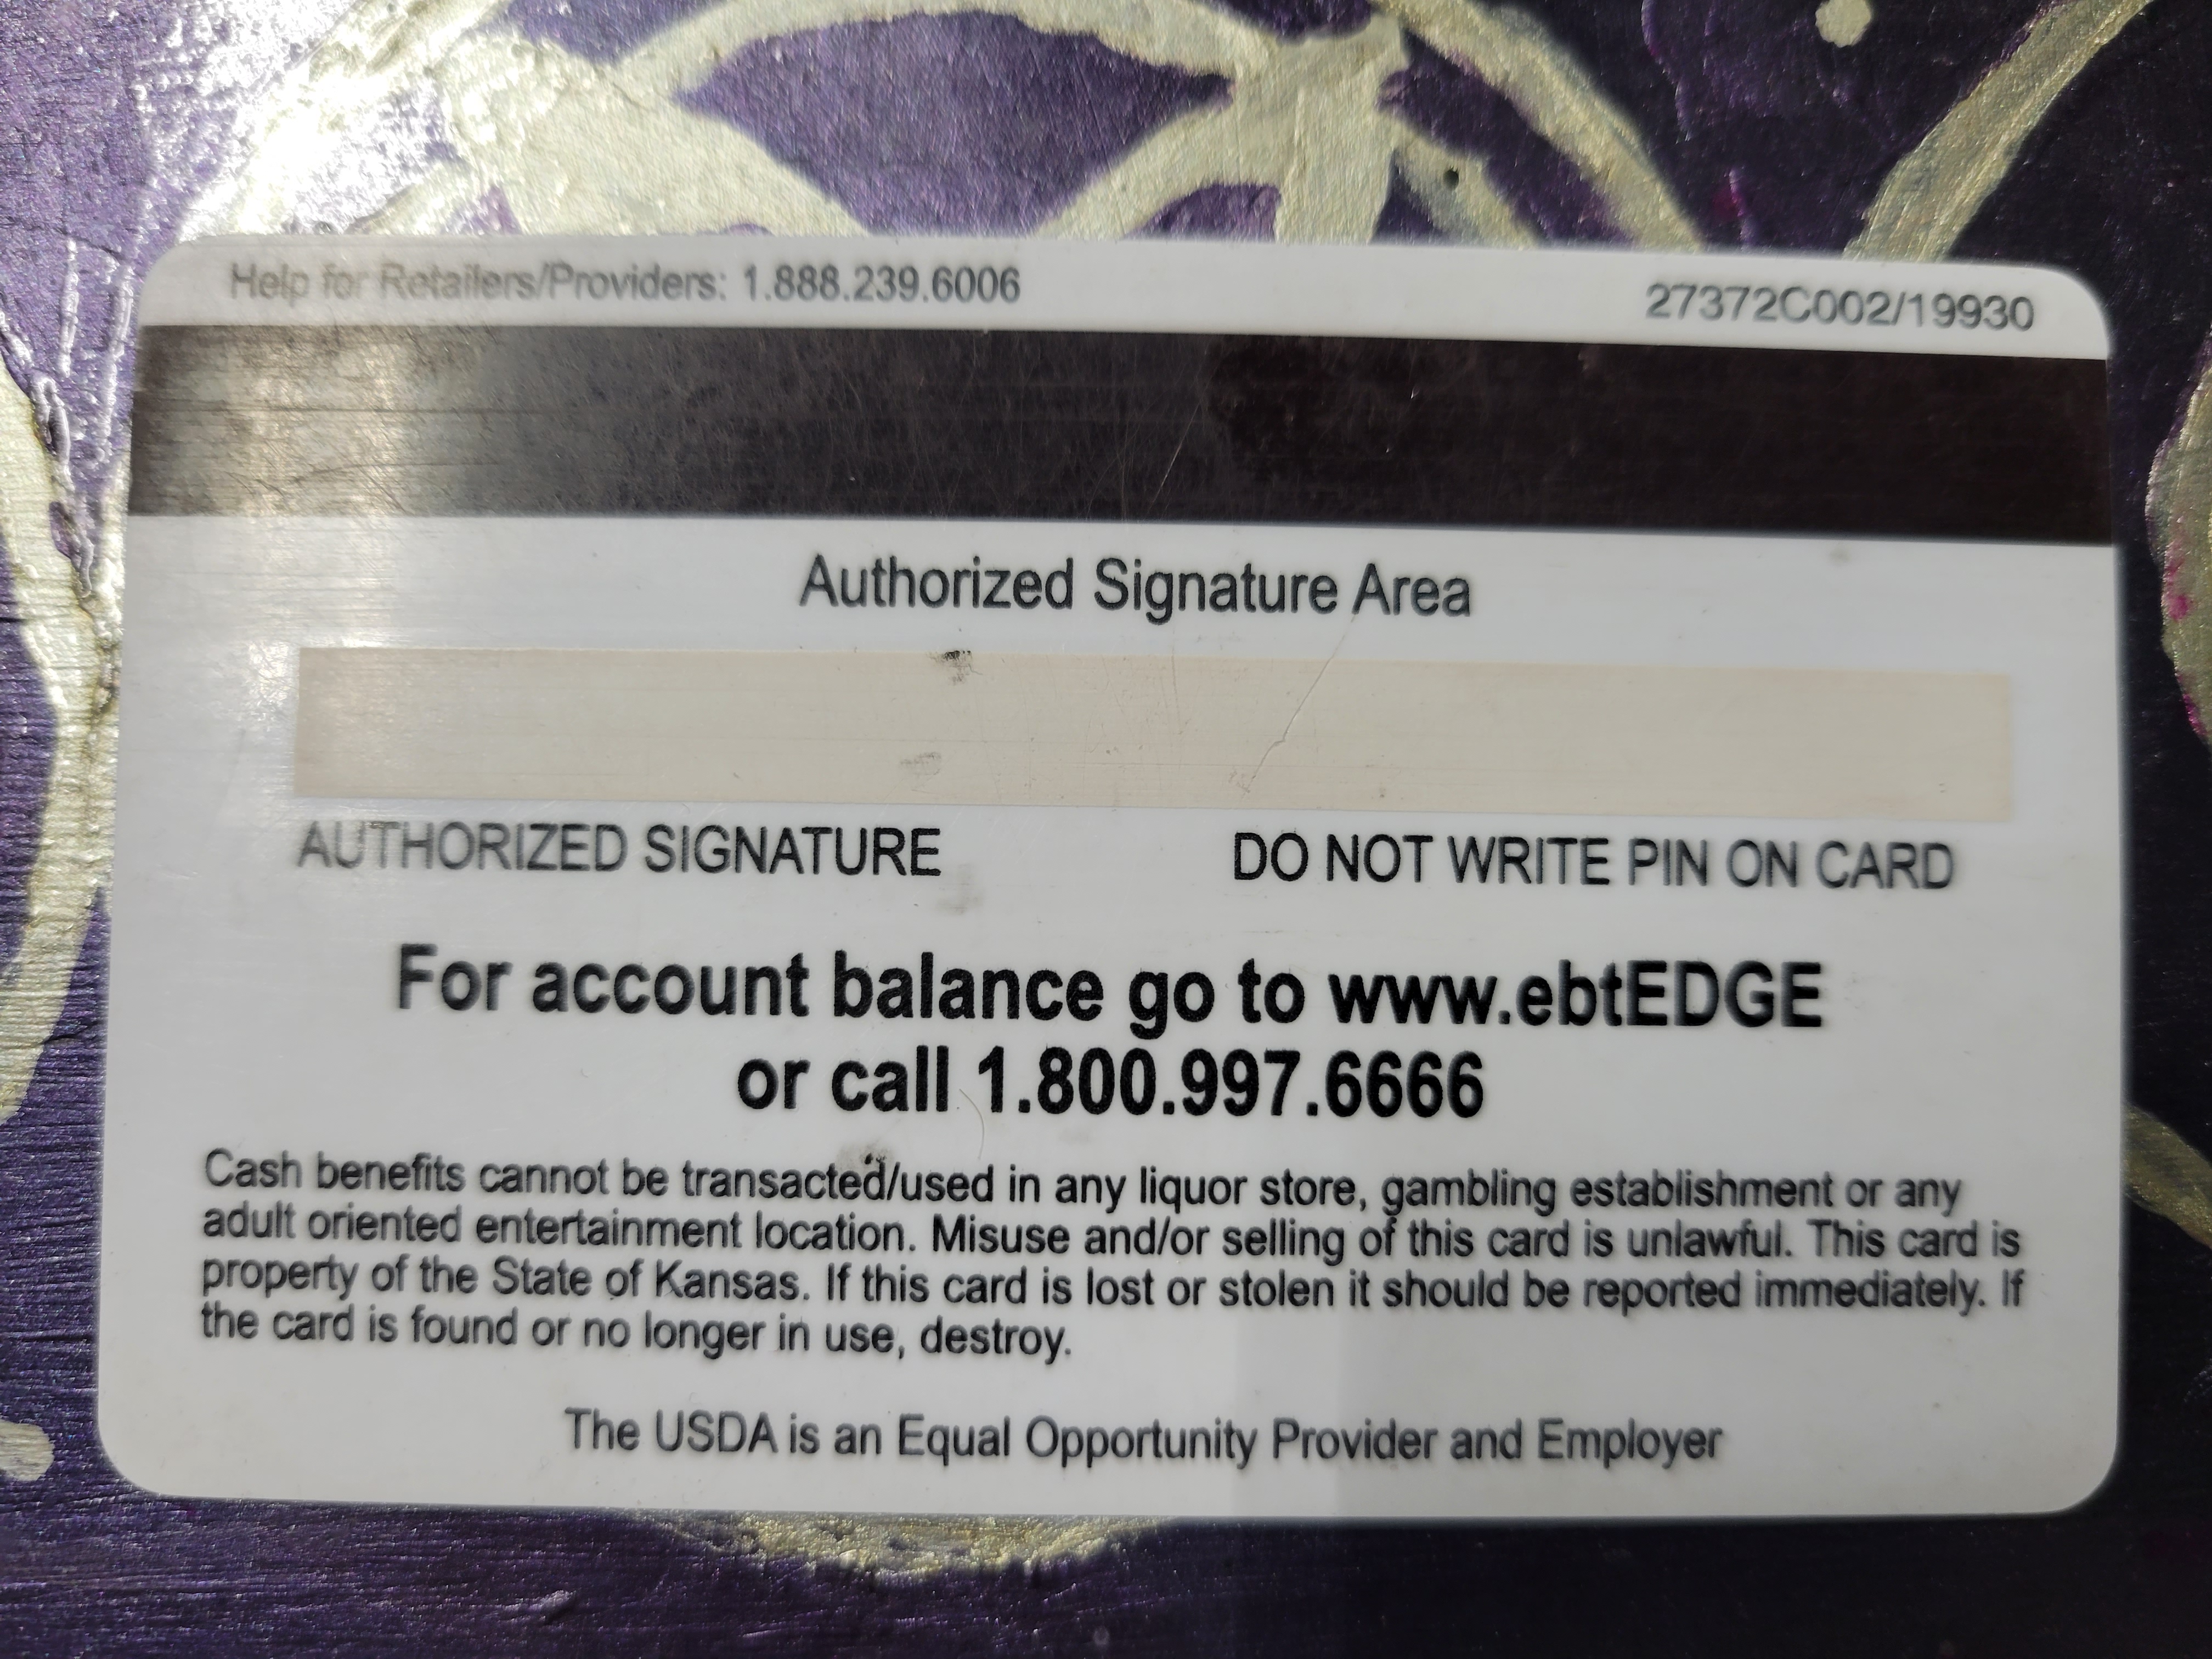 Help for Retailers/Providers: 1.888.239.6006
27372C002/19930
Authorized Signature Area
AUTHORIZED SIGNATURE
DO NOT WRITE PIN ON CARD
For account balance go to www.ebtEDGE
or call 1.800.997.6666
Cash benefits cannot be transacted/used in any liquor store, gambling establishment or any
adult oriented entertainment location. Misuse and/or selling of this card is unlawful. This card is
property of the State of Kansas. If this card is lost or stolen it should be reported immediately. If
the card is found or no longer in use, destroy.
The USDA is an Equal Opportunity Provider and Employer